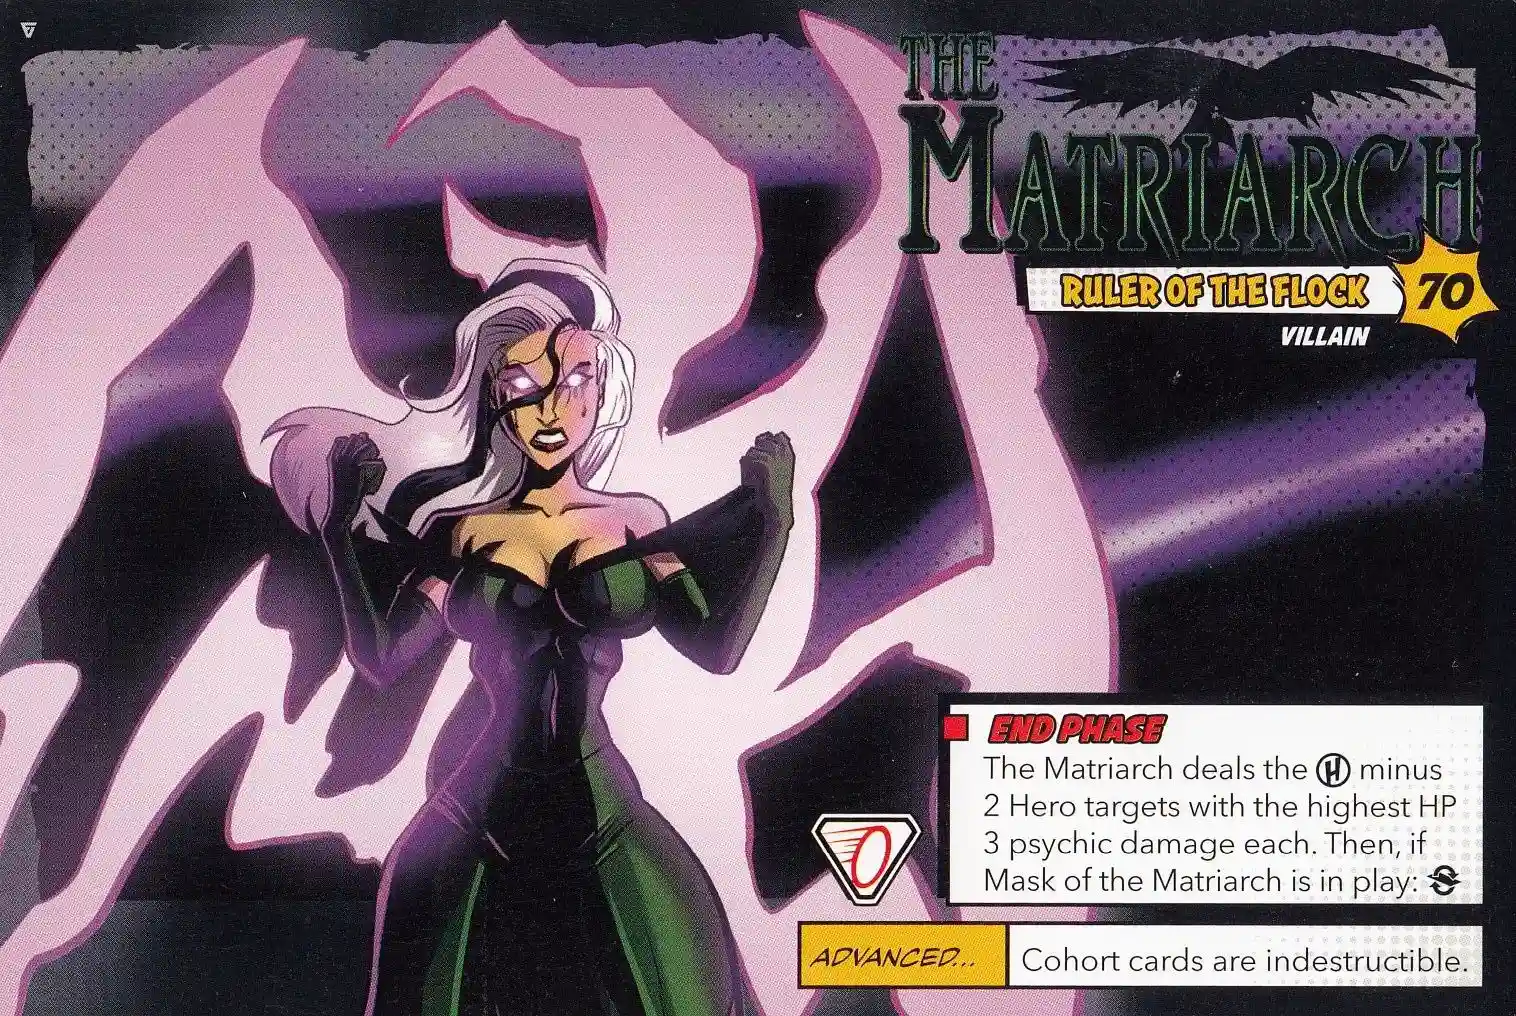 THE
MATRIARCH
RULER OF THE FLOCK 70
VILLAIN
END PHASE
The Matriarch deals the H minus
2 Hero targets with the highest HP
3 psychic damage each. Then, if
Mask of the Matriarch is in play:
0
ADVANCED... Cohort cards are indestructible.